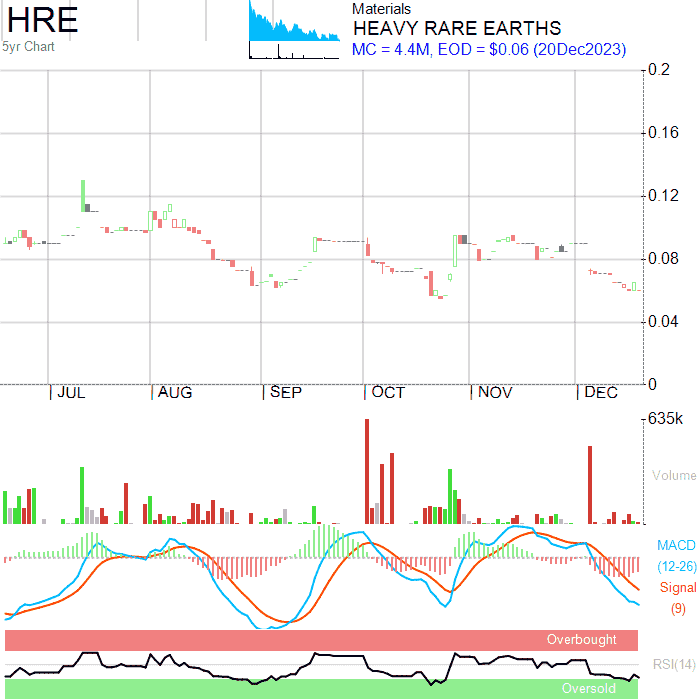 HRE
5yr Chart
Materials
HEAVY RARE EARTHS
MC = 4.4M, EOD = $0.06 (20Dec2023)
0.2
0.16
0.12
0.08
0.04
0
JUL AUG SEP OCT NOV DEC
635k
Volume
MACD
(12-26)
Signal
(9)
Overbought
RSI(14)
Oversold